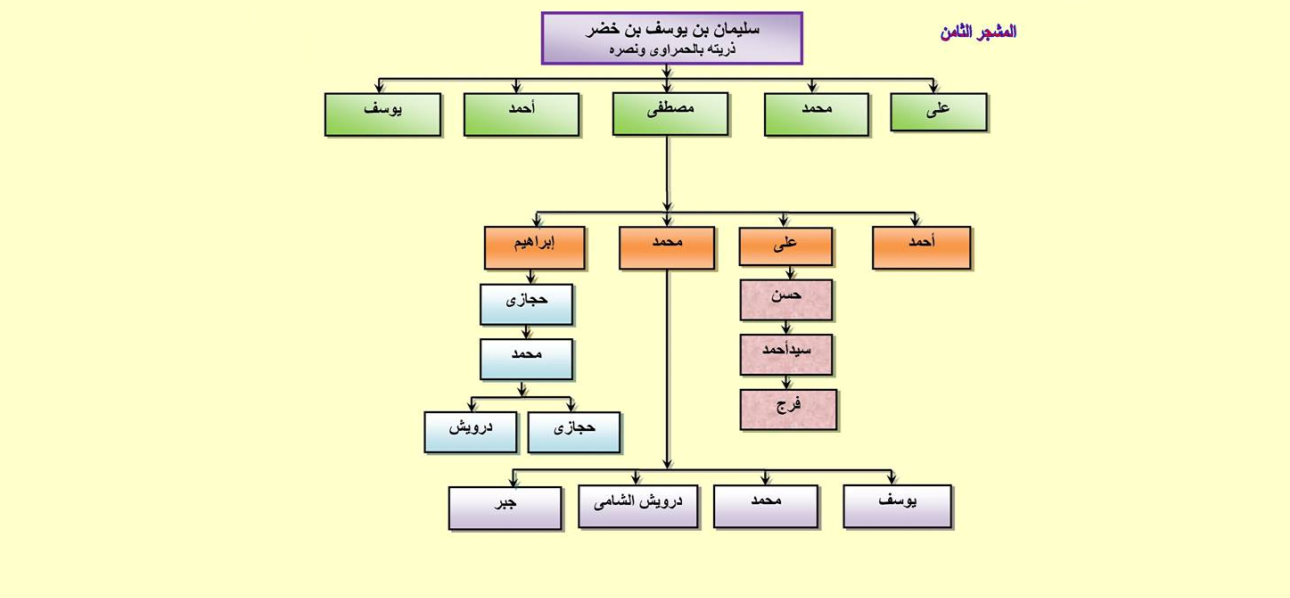 المشجر الثامن
سليمان بن يوسف بن خضر
ذريته بالحمراوى ونصره
على
محمد
مصطفى
أحمد
يوسف
أحمد
على
محمد
إبراهيم
حسن
حجازى
سيدأحمد
محمد
فرج
حجازى
درويش
يوسف
محمد
درويش الشامى
جبر